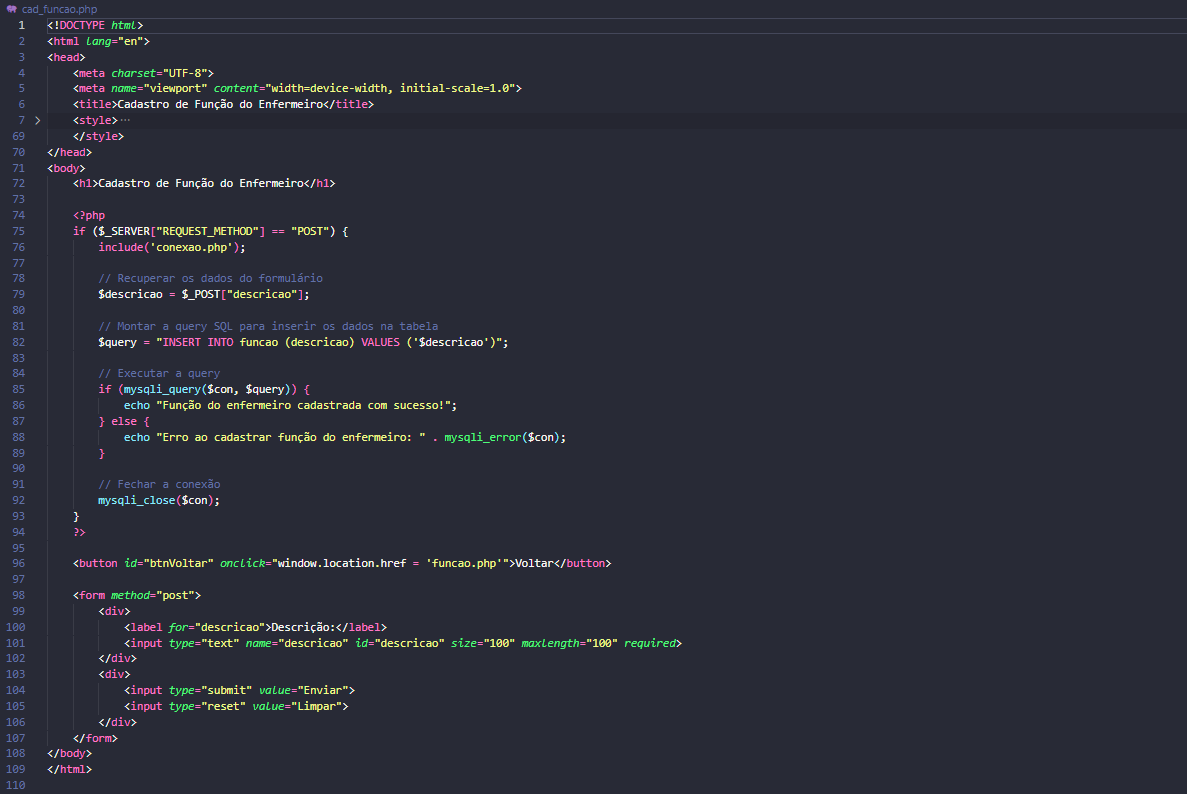 cad_funcao.php
1 <!DOCTYPE html>
2 <html lang="en">
3 <head>
4 <meta charset="UTF-8">
5 <meta name="viewport" content="width=device-width, initial-scale=1.0">
6 <title>Cadastro de Função do Enfermeiro</title>
7 <style>···
69 </style>
70 </head>
71 <body>
72 <h1>Cadastro de Função do Enfermeiro</h1>
73
74 <?php
75 if ($_SERVER["REQUEST_METHOD"] == "POST") {
76 include('conexao.php');
77
78 // Recuperar os dados do formulário
79 $descricao = $_POST["descricao"];
80
81 // Montar a query SQL para inserir os dados na tabela
82 $query = "INSERT INTO funcao (descricao) VALUES ('$descricao')";
83
84 // Executar a query
85 if (mysqli_query($con, $query)) {
86 echo "Função do enfermeiro cadastrada com sucesso!";
87 } else {
88 echo "Erro ao cadastrar função do enfermeiro: " . mysqli_error($con);
89 }
90
91 // Fechar a conexão
92 mysqli_close($con);
93 }
94 ?>
95
96 <button id="btnVoltar" onclick="window.location.href = 'funcao.php'">Voltar</button>
97
98 <form method="post">
99 <div>
100 <label for="descricao">Descrição:</label>
101 <input type="text" name="descricao" id="descricao" size="100" maxlength="100" required>
102 </div>
103 <div>
104 <input type="submit" value="Enviar">
105 <input type="reset" value="Limpar">
106 </div>
107 </form>
108 </body>
109 </html>
110